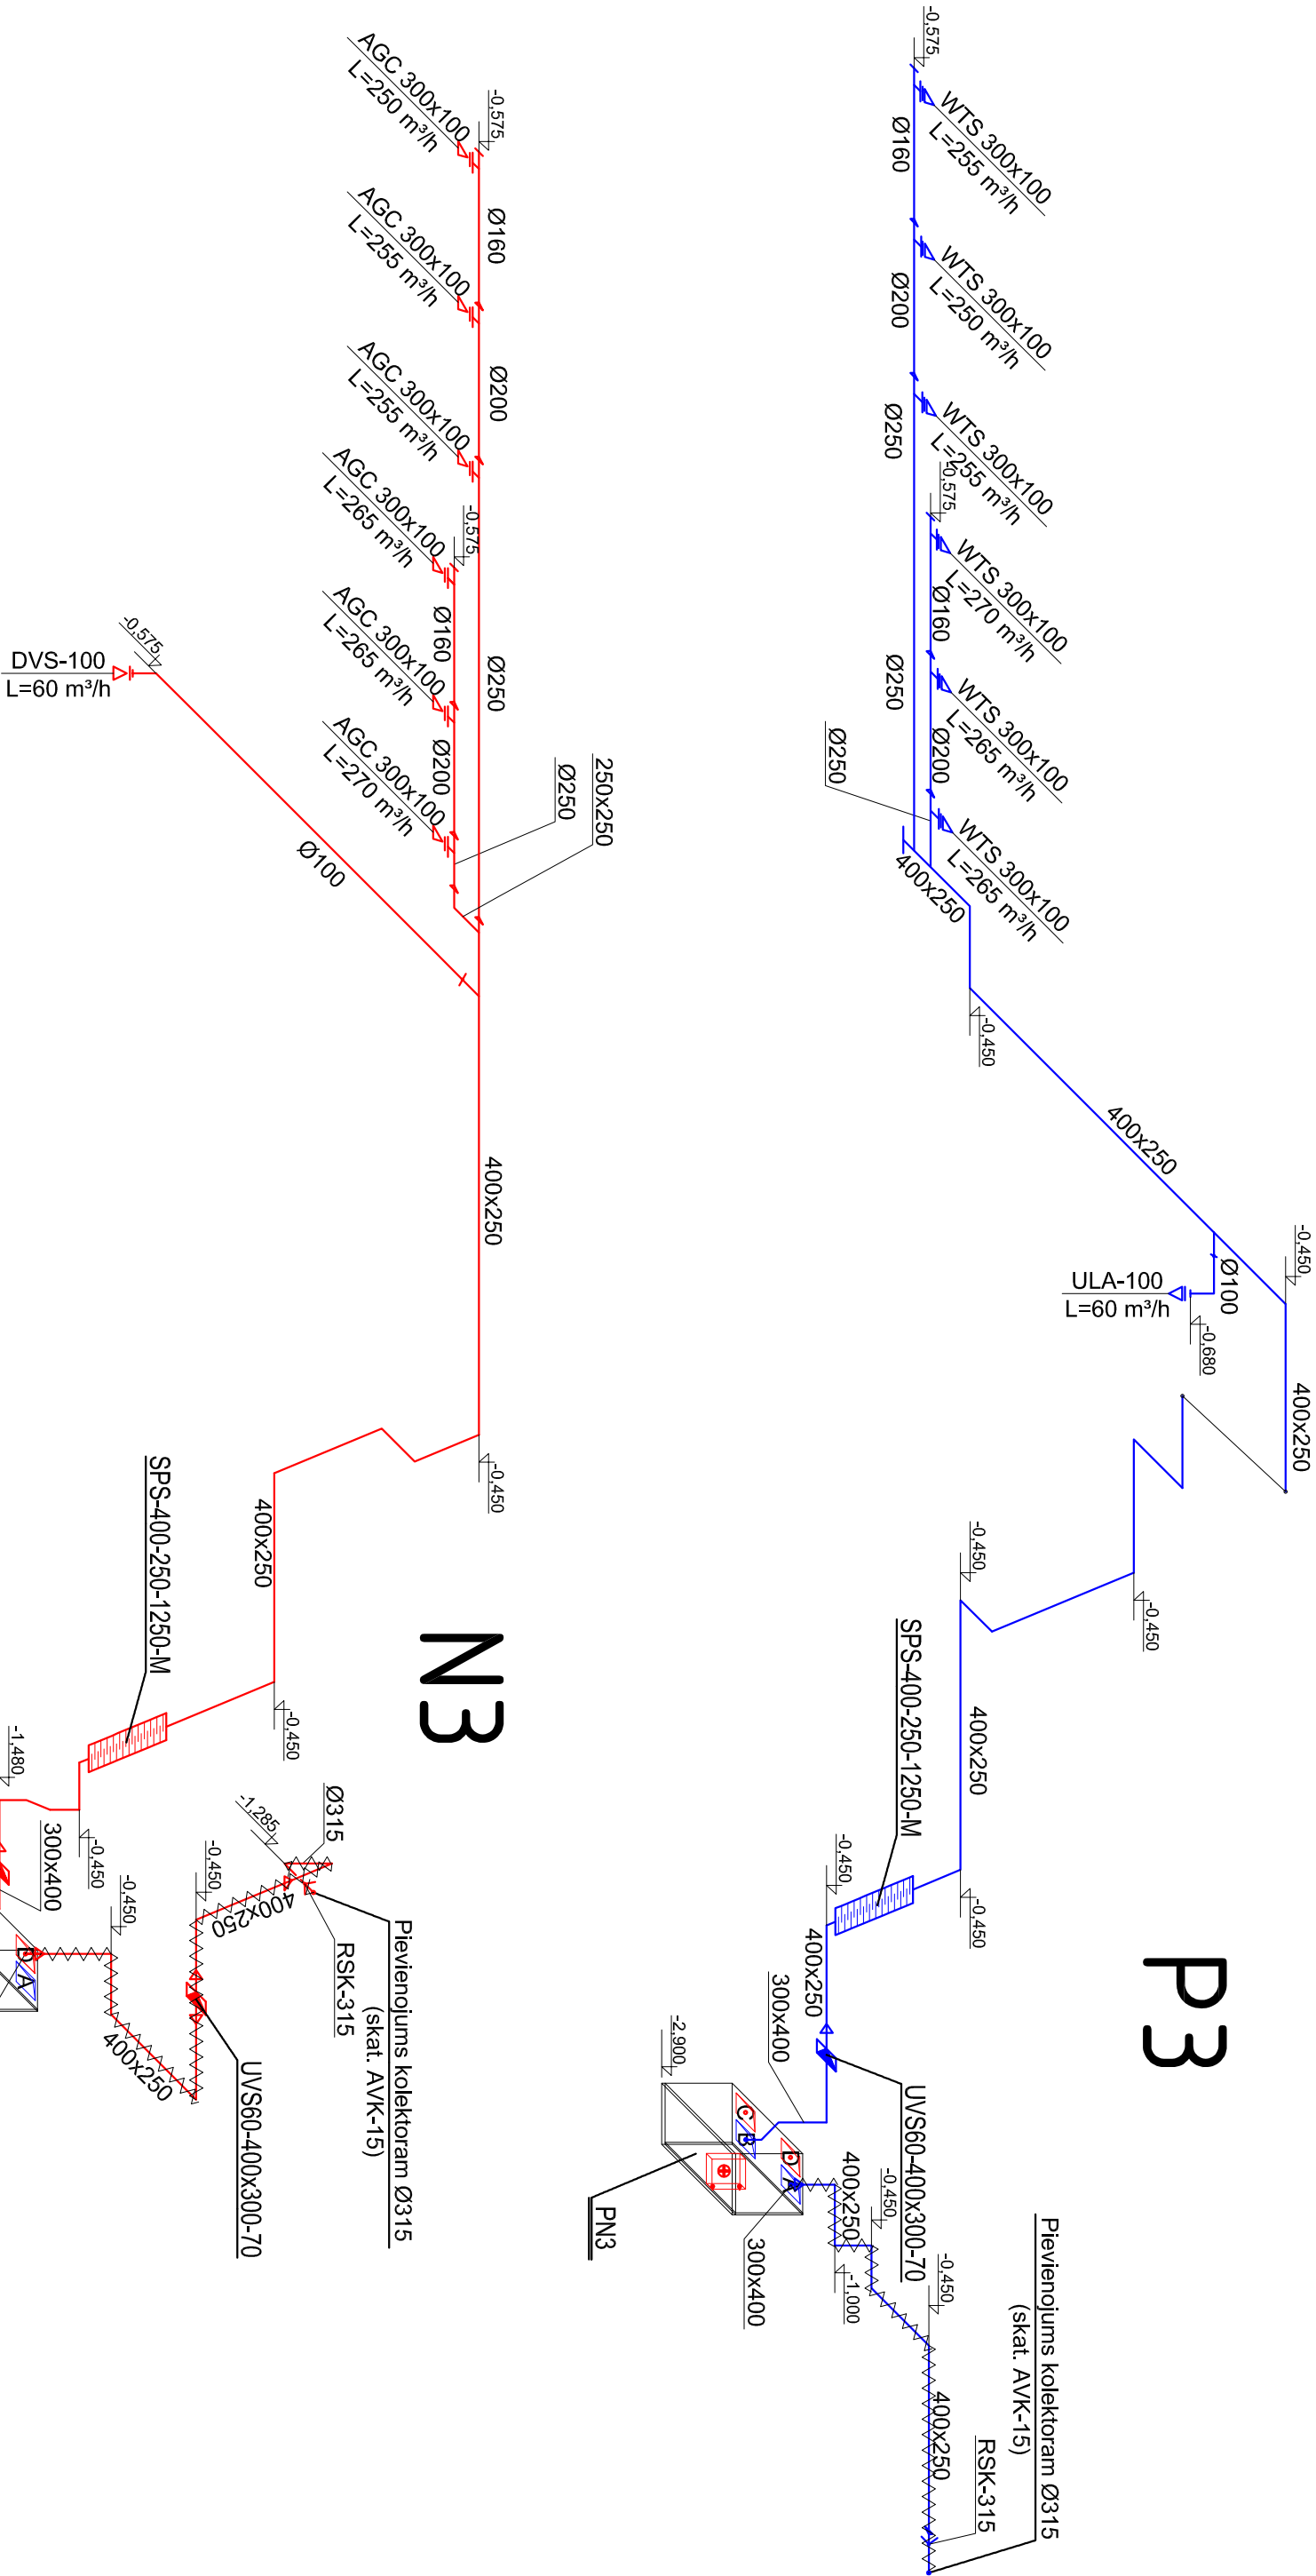 -0,575
WTS 300x100
L=255 m³/h
Ø160
WTS 300x100
L=250 m³/h
Ø200
WTS 300x100
L=255 m³/h
Ø250
-0,575
WTS 300x100
L=270 m³/h
Ø160
WTS 300x100
L=265 m³/h
Ø250
Ø200
WTS 300x100
L=265 m³/h
Ø250
400x250
-0,450
400x250
-0,450
Ø100
ULA-100
L=60 m³/h
-0,680
400x250
-0,450
-0,450
400x250
-0,450
SPS-400-250-1250-M
-0,450
400x250
300x400
-2,900
UVS60-400x300-70
C
B
D
A
PN3
300x400
400x250
-0,450
-1,000
-0,450
400x250
RSK-315
Pievienojums kolektoram Ø315
(skat. AVK-15)
P3
AGC 300x100
L=250 m³/h
-0,575
Ø160
AGC 300x100
L=255 m³/h
Ø200
AGC 300x100
L=255 m³/h
AGC 300x100
L=265 m³/h
-0,575
Ø160
AGC 300x100
L=265 m³/h
Ø250
Ø200
AGC 300x100
L=270 m³/h
Ø250
250x250
-0,575
DVS-100
L=60 m³/h
Ø100
400x250
-0,450
400x250
-0,450
SPS-400-250-1250-M
N3
-1,480
-0,450
300x400
-0,450
D
A
400x250
-0,450
400x250
-1,285
Ø315
RSK-315
Pievienojums kolektoram Ø315
(skat. AVK-15)
UVS60-400x300-70